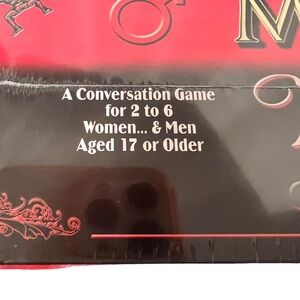 M
A Conversation Game
for 2 to 6
Women... & Men
Aged 17 or Older